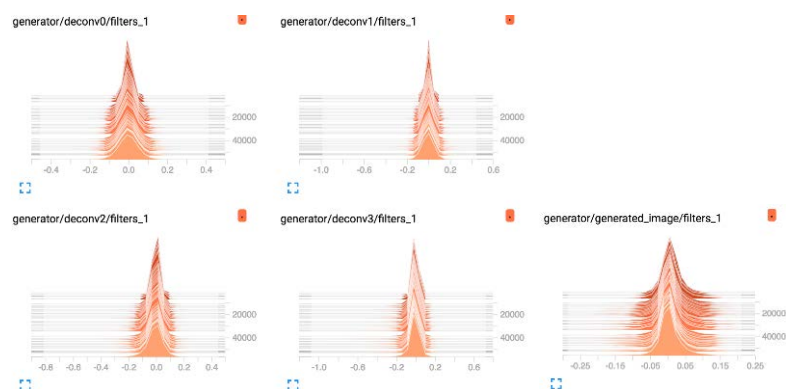 generator/deconv0/filters_1
generator/deconv1/filters_1
20000
40000
-0.4 -0.2 0.0 0.2 0.4
20000
40000
-1.0 -0.6 -0.2 0.2 0.6
generator/deconv2/filters_1
generator/deconv3/filters_1
generator/generated_image/filters_1
20000
40000
-0.8 -0.6 -0.4 -0.2 0.0 0.2 0.4
20000
40000
-1.0 -0.6 -0.2 0.2 0.6
20000
40000
-0.25 -0.15 -0.05 0.05 0.15 0.25